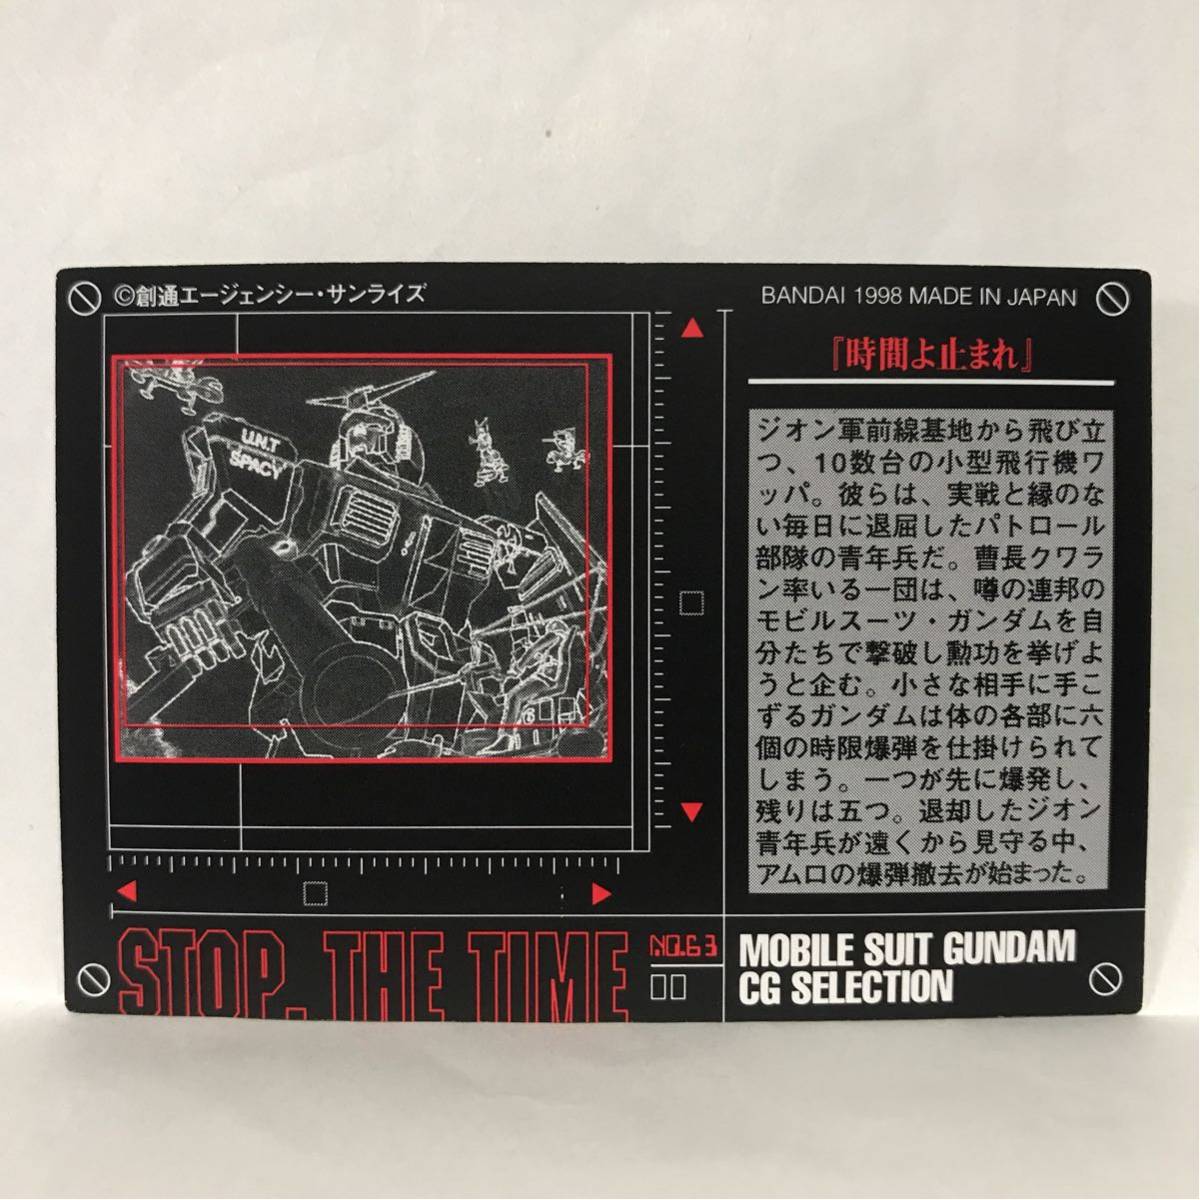 ©創通エージェンシー・サンライズ
BANDAI 1998 MADE IN JAPAN
『時間よ止まれ』
U.N.T
SPACY
ジオン軍前線基地から飛び立
つ、10数台の小型飛行機ワ
ッパ。彼らは、実戦と縁のな
い毎日に退屈したパトロール
部隊の青年兵だ。曹長クワラ
ン率いる一団は、噂の連邦の
モビルスーツ・ガンダムを自
分たちで撃破し勲功を挙げよ
うと企む。小さな相手に手こ
ずるガンダムは体の各部に六
個の時限爆弾を仕掛けられて
しまう。一つが先に爆発し、
残りは五つ。退却したジオン
青年兵が遠くから見守る中、
アムロの爆弾撤去が始まった。
STOP. THE TIME
NO.63
MOBILE SUIT GUNDAM
CG SELECTION